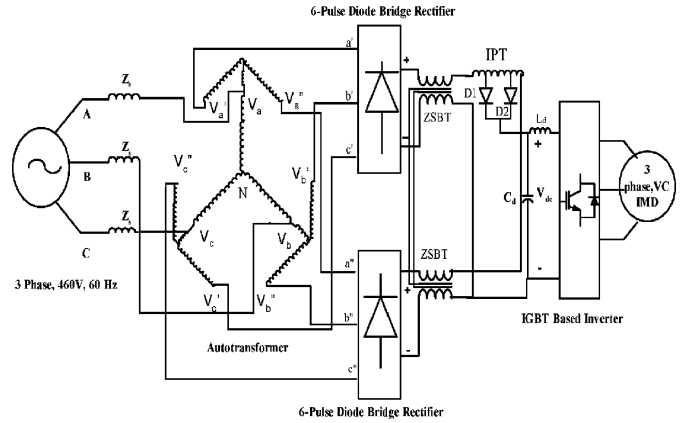 6-Pulse Diode Bridge Rectifier
a'
b'
c'
+
-
IPT
D1
D2
ZSBT
Zs
A
Zs
B
Zs
C
Va'
Va
Va"
Vc"
Vb'
N
Vc
Vb
Vc'
Vb"
Ld
+
Cd
Vdc
-
3
phase,VC
IMD
3 Phase, 460V, 60 Hz
Autotransformer
ZSBT
a"
b"
c"
+
-
IGBT Based Inverter
6-Pulse Diode Bridge Rectifier